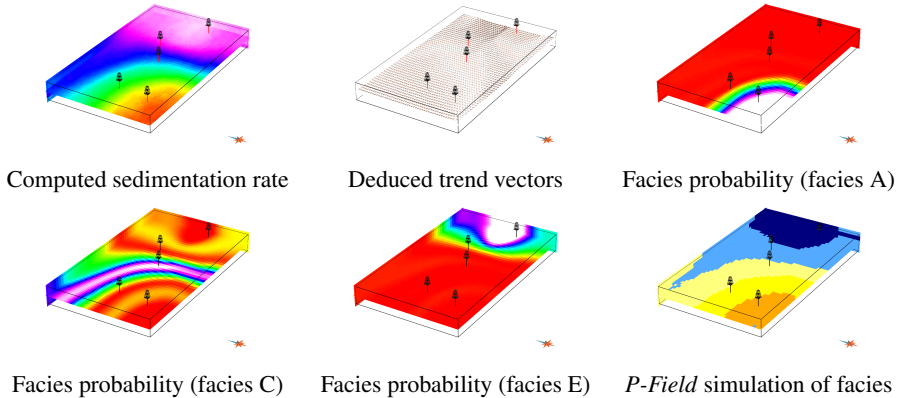 Computed sedimentation rate
Deduced trend vectors
Facies probability (facies A)
Facies probability (facies C)
Facies probability (facies E)
P-Field simulation of facies